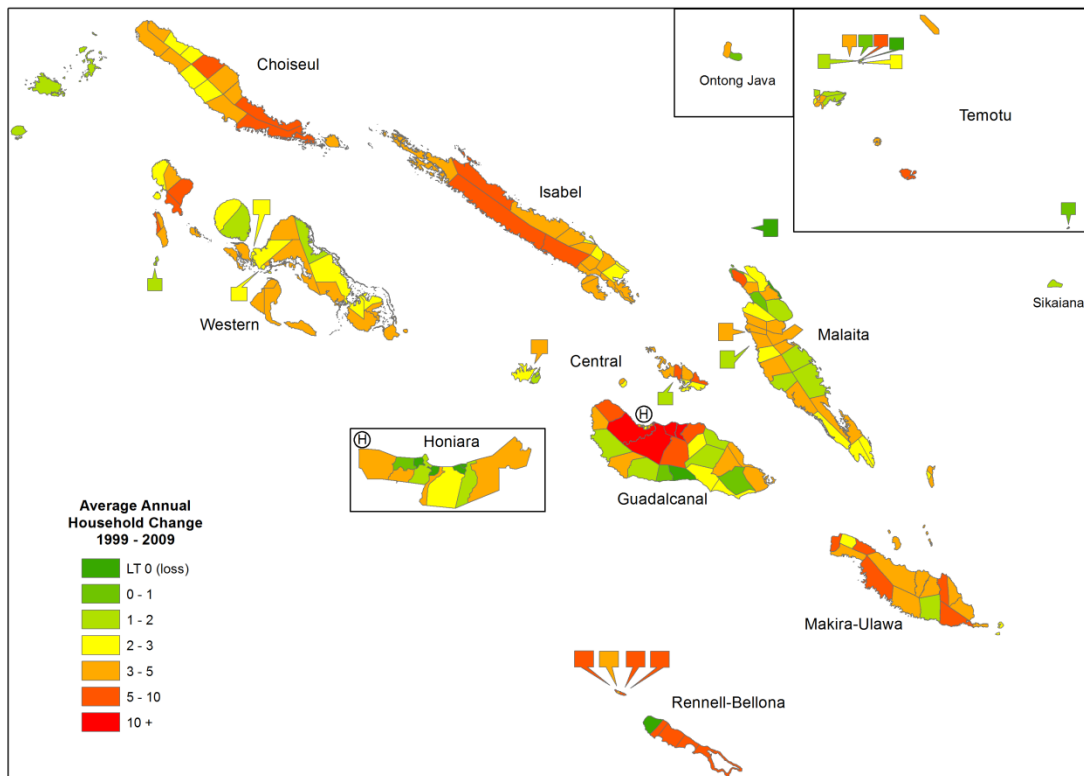 Choiseul
Ontong Java
Temotu
Isabel
Sikaiana
Western
Malaita
Central
H
H
Honiara
Guadalcanal
Average Annual
Household Change
1999 - 2009
LT 0 (loss)
0 - 1
1 - 2
2 - 3
3 - 5
5 - 10
10 +
Makira-Ulawa
Rennell-Bellona